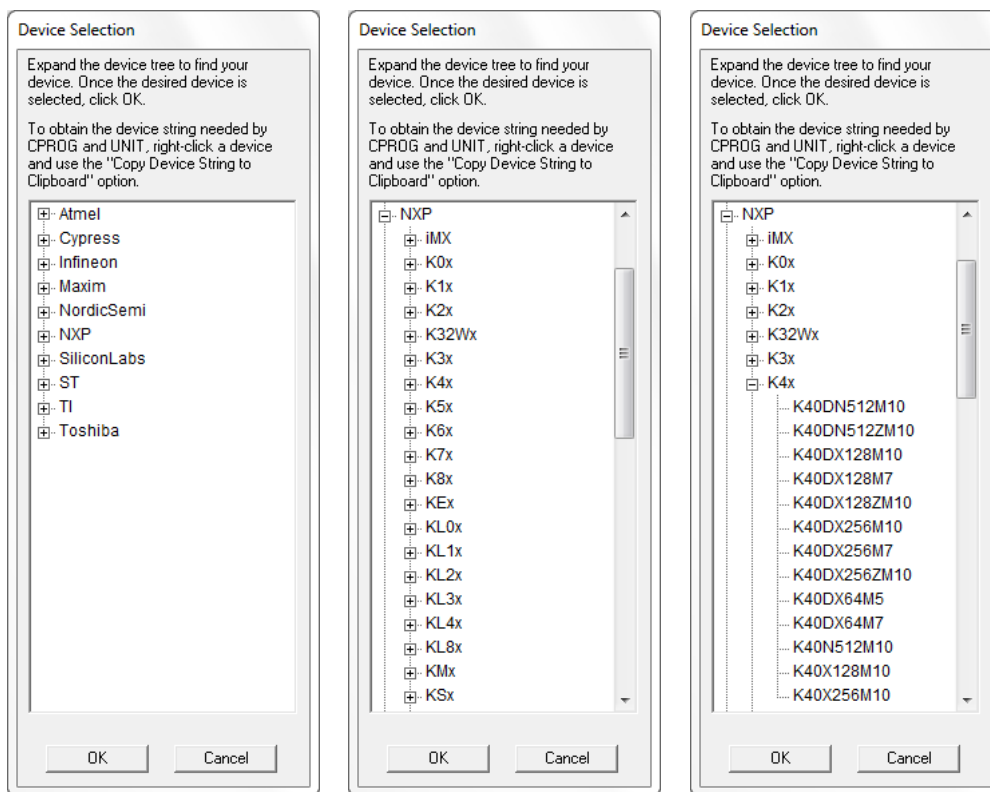 Device Selection
Expand the device tree to find your
device. Once the desired device is
selected, click OK.
To obtain the device string needed by
CPROG and UNIT, right-click a device
and use the "Copy Device String to
Clipboard" option.
Atmel
Cypress
Infineon
Maxim
NordicSemi
NXP
SiliconLabs
ST
TI
Toshiba
OK
Cancel
Device Selection
Expand the device tree to find your
device. Once the desired device is
selected, click OK.
To obtain the device string needed by
CPROG and UNIT, right-click a device
and use the "Copy Device String to
Clipboard" option.
NXP
iMX
K0x
K1x
K2x
K32Wx
K3x
K4x
K5x
K6x
K7x
K8x
KEx
KL0x
KL1x
KL2x
KL3x
KL4x
KL8x
KMx
KSx
OK
Cancel
Device Selection
Expand the device tree to find your
device. Once the desired device is
selected, click OK.
To obtain the device string needed by
CPROG and UNIT, right-click a device
and use the "Copy Device String to
Clipboard" option.
NXP
iMX
K0x
K1x
K2x
K32Wx
K3x
K4x
K40DN512M10
K40DN512ZM10
K40DX128M10
K40DX128M7
K40DX128ZM10
K40DX256M10
K40DX256M7
K40DX256ZM10
K40DX64M5
K40DX64M7
K40N512M10
K40X128M10
K40X256M10
OK
Cancel